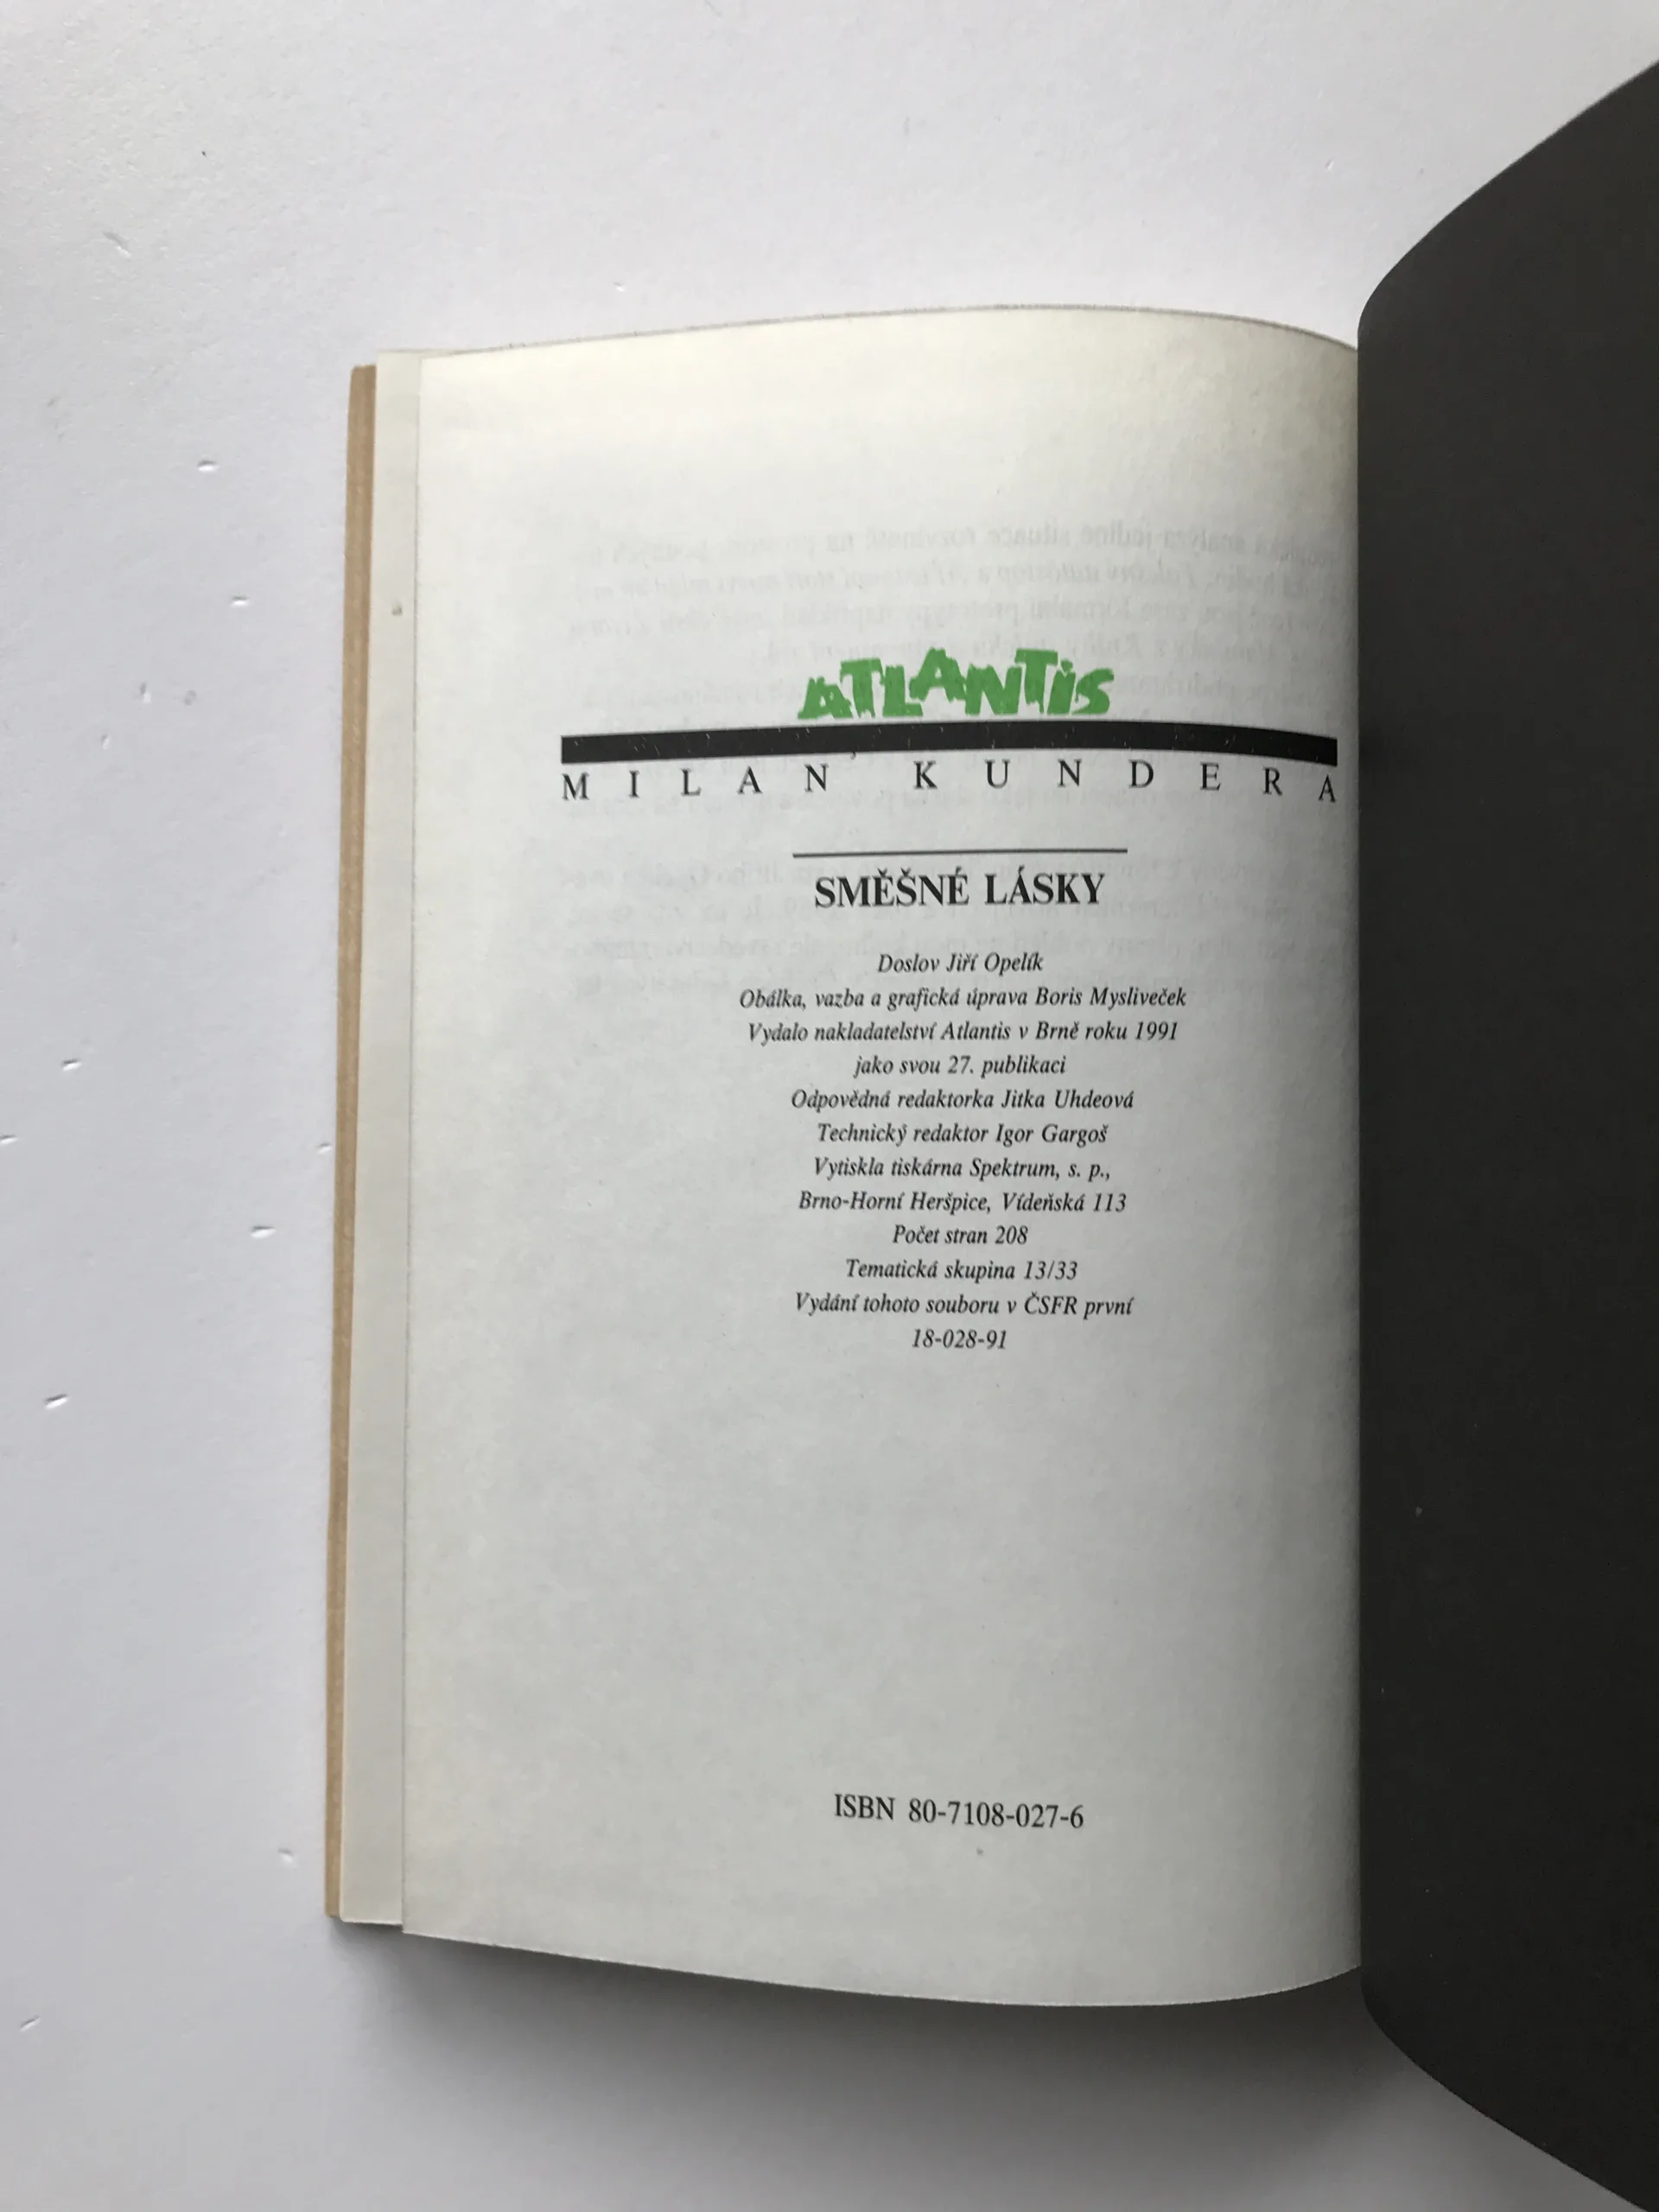 ATLANTIS
MILAN KUNDERA
SMĚŠNÉ LÁSKY
Doslov Jiří Opelík
Obálka, vazba a grafická úprava Boris Mysliveček
Vydalo nakladatelství Atlantis v Brně roku 1991
jako svou 27. publikaci
Odpovědná redaktorka Jitka Uhdeová
Technický redaktor Igor Gargoš
Vytiskla tiskárna Spektrum, s. p.,
Brno-Horní Heršpice, Vídeňská 113
Počet stran 208
Tematická skupina 13/33
Vydání tohoto souboru v ČSFR první
18-028-91
ISBN 80-7108-027-6